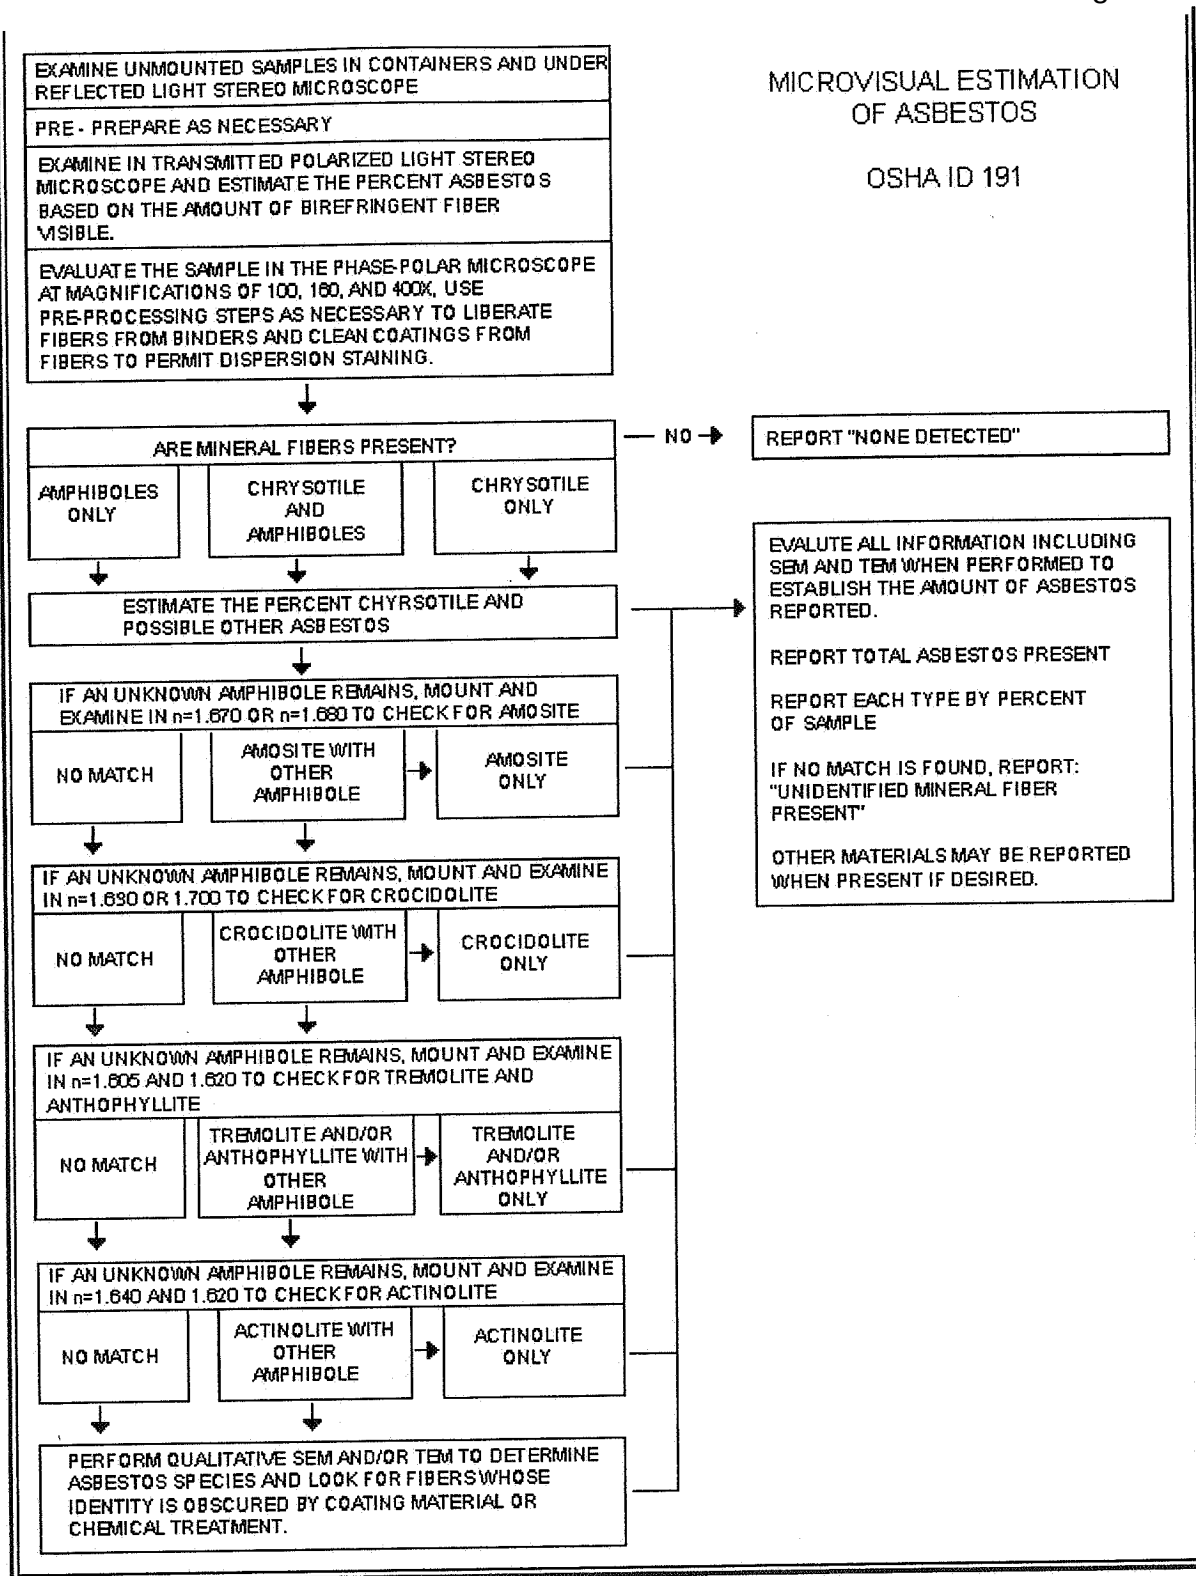 EXAMINE UNMOUNTED SAMPLES IN CONTAINERS AND UNDER
REFLECTED LIGHT STEREO MICROSCOPE
PRE - PREPARE AS NECESSARY
EXAMINE IN TRANSMITTED POLARIZED LIGHT STEREO
MICROSCOPE AND ESTIMATE THE PERCENT ASBESTOS
BASED ON THE AMOUNT OF BIREFRINGENT FIBER
VISIBLE.
EVALUATE THE SAMPLE IN THE PHASE-POLAR MICROSCOPE
AT MAGNIFICATIONS OF 100, 160, AND 400X, USE
PRE-PROCESSING STEPS AS NECESSARY TO LIBERATE
FIBERS FROM BINDERS AND CLEAN COATINGS FROM
FIBERS TO PERMIT DISPERSION STAINING.
MICROVISUAL ESTIMATION
OF ASBESTOS
OSHA ID 191
ARE MINERAL FIBERS PRESENT?
NO
REPORT "NONE DETECTED"
AMPHIBOLES
ONLY
CHRYSOTILE
AND
AMPHIBOLES
CHRYSOTILE
ONLY
ESTIMATE THE PERCENT CHYRSOTILE AND
POSSIBLE OTHER ASBESTOS
EVALUTE ALL INFORMATION INCLUDING
SEM AND TEM WHEN PERFORMED TO
ESTABLISH THE AMOUNT OF ASBESTOS
REPORTED.
REPORT TOTAL ASBESTOS PRESENT
REPORT EACH TYPE BY PERCENT
OF SAMPLE
IF NO MATCH IS FOUND, REPORT:
"UNIDENTIFIED MINERAL FIBER
PRESENT"
OTHER MATERIALS MAY BE REPORTED
WHEN PRESENT IF DESIRED.
IF AN UNKNOWN AMPHIBOLE REMAINS, MOUNT AND
EXAMINE IN n=1.670 OR n=1.680 TO CHECK FOR AMOSITE
NO MATCH
AMOSITE WITH
OTHER
AMPHIBOLE
AMOSITE
ONLY
IF AN UNKNOWN AMPHIBOLE REMAINS, MOUNT AND EXAMINE
IN n=1.690 OR 1.700 TO CHECK FOR CROCIDOLITE
NO MATCH
CROCIDOLITE WITH
OTHER
AMPHIBOLE
CROCIDOLITE
ONLY
IF AN UNKNOWN AMPHIBOLE REMAINS, MOUNT AND EXAMINE
IN n=1.605 AND 1.620 TO CHECK FOR TREMOLITE AND
ANTHOPHYLLITE
NO MATCH
TREMOLITE AND/OR
ANTHOPHYLLITE WITH
OTHER
AMPHIBOLE
TREMOLITE
AND/OR
ANTHOPHYLLITE
ONLY
IF AN UNKNOWN AMPHIBOLE REMAINS, MOUNT AND EXAMINE
IN n=1.640 AND 1.620 TO CHECK FOR ACTINOLITE
NO MATCH
ACTINOLITE WITH
OTHER
AMPHIBOLE
ACTINOLITE
ONLY
PERFORM QUALITATIVE SEM AND/OR TEM TO DETERMINE
ASBESTOS SPECIES AND LOOK FOR FIBERS WHOSE
IDENTITY IS OBSCURED BY COATING MATERIAL OR
CHEMICAL TREATMENT.